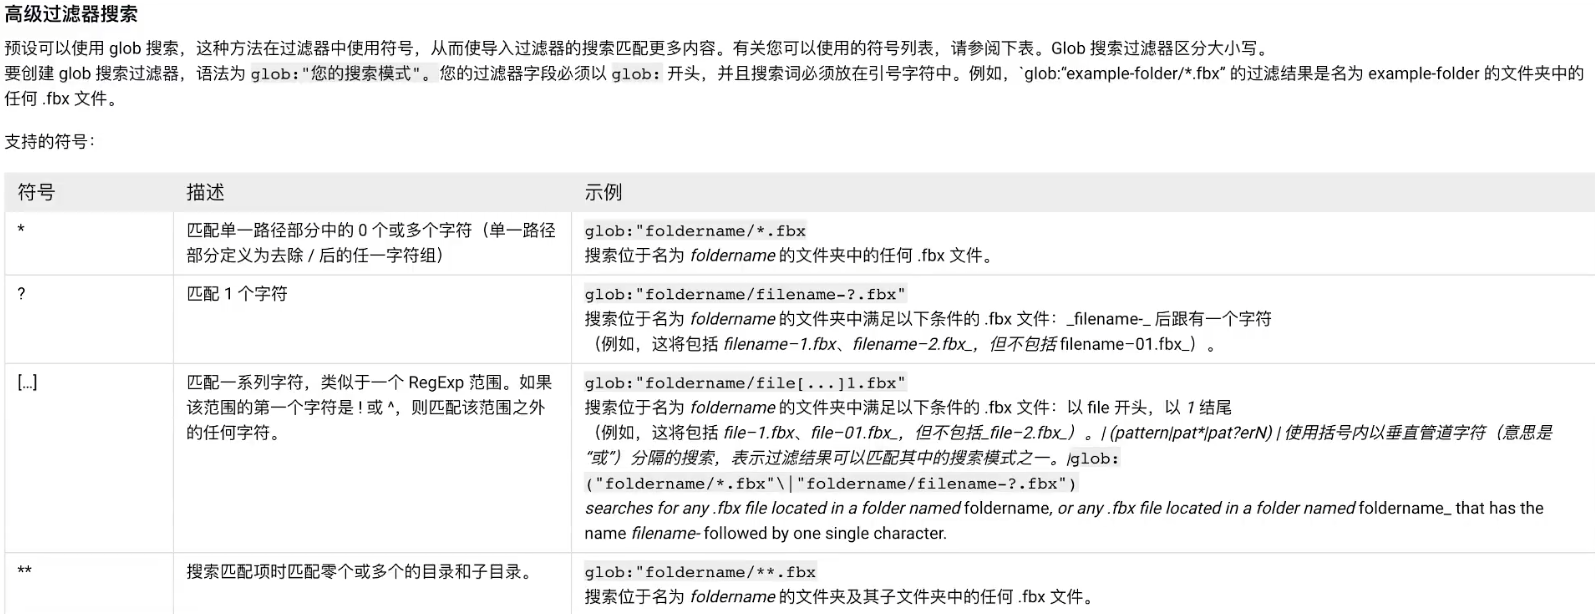 高级过滤器搜索
预设可以使用 glob 搜索，这种方法在过滤器中使用符号，从而使导入过滤器的搜索匹配更多内容。有关您可以使用的符号列表，请参阅下表。Glob 搜索过滤器区分大小写。
要创建 glob 搜索过滤器，语法为 glob:"您的搜索模式"。您的过滤器字段必须以 glob: 开头，并且搜索词必须放在引号字符中。例如，`glob:“example-folder/*.fbx” 的过滤结果是名为 example-folder 的文件夹中的
任何 .fbx 文件。
支持的符号：
符号 描述 示例
* 匹配单一路径部分中的 0 个或多个字符（单一路径 glob:"foldername/*.fbx
部分定义为去除 / 后的任一字符组） 搜索位于名为 foldername 的文件夹中的任何 .fbx 文件。
? 匹配 1 个字符 glob:"foldername/filename-?.fbx"
搜索位于名为 foldername 的文件夹中满足以下条件的 .fbx 文件：_filename-_ 后跟有一个字符
（例如，这将包括 filename–1.fbx、filename–2.fbx_，但不包括 filename–01.fbx_）。
[...] 匹配一系列字符，类似于一个 RegExp 范围。如果 glob:"foldername/file[...]1.fbx"
该范围的第一个字符是 ! 或 ^，则匹配该范围之外 搜索位于名为 foldername 的文件夹中满足以下条件的 .fbx 文件：以 file 开头，以 1 结尾
的任何字符。 （例如，这将包括 file–1.fbx、file–01.fbx_，但不包括_file–2.fbx_）。| (pattern|pat*|pat?erN) | 使用括号内以垂直管道字符（意思是
“或”）分隔的搜索，表示过滤结果可以匹配其中的搜索模式之一。|glob:
("foldername/*.fbx"\|"foldername/filename-?.fbx")
searches for any .fbx file located in a folder named foldername, or any .fbx file located in a folder named foldername_ that has the
name filename- followed by one single character.
** 搜索匹配项时匹配零个或多个的目录和子目录。 glob:"foldername/**.fbx
搜索位于名为 foldername 的文件夹及其子文件夹中的任何 .fbx 文件。